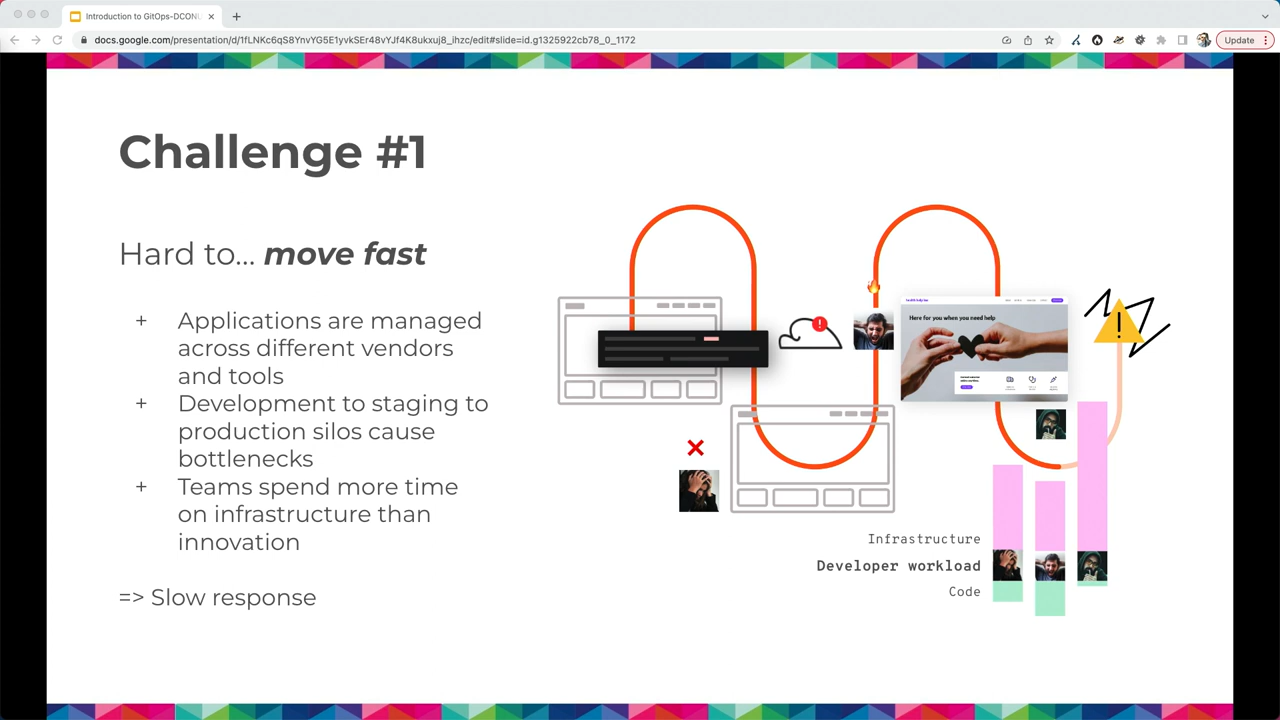 Introduction to GitOps-DCONU
docs.google.com/presentation/d/1fLNKc6qS8YnvYG5E1yvkSEr48vYJf4K8ukxuj8_ihzc/edit#slide=id.g1325922cb78_0_1172
Update
Challenge #1
Hard to... move fast
+ Applications are managed
across different vendors
and tools
+ Development to staging to
production silos cause
bottlenecks
+ Teams spend more time
on infrastructure than
innovation
=> Slow response
Here for you when you need help
Infrastructure
Developer workload
Code